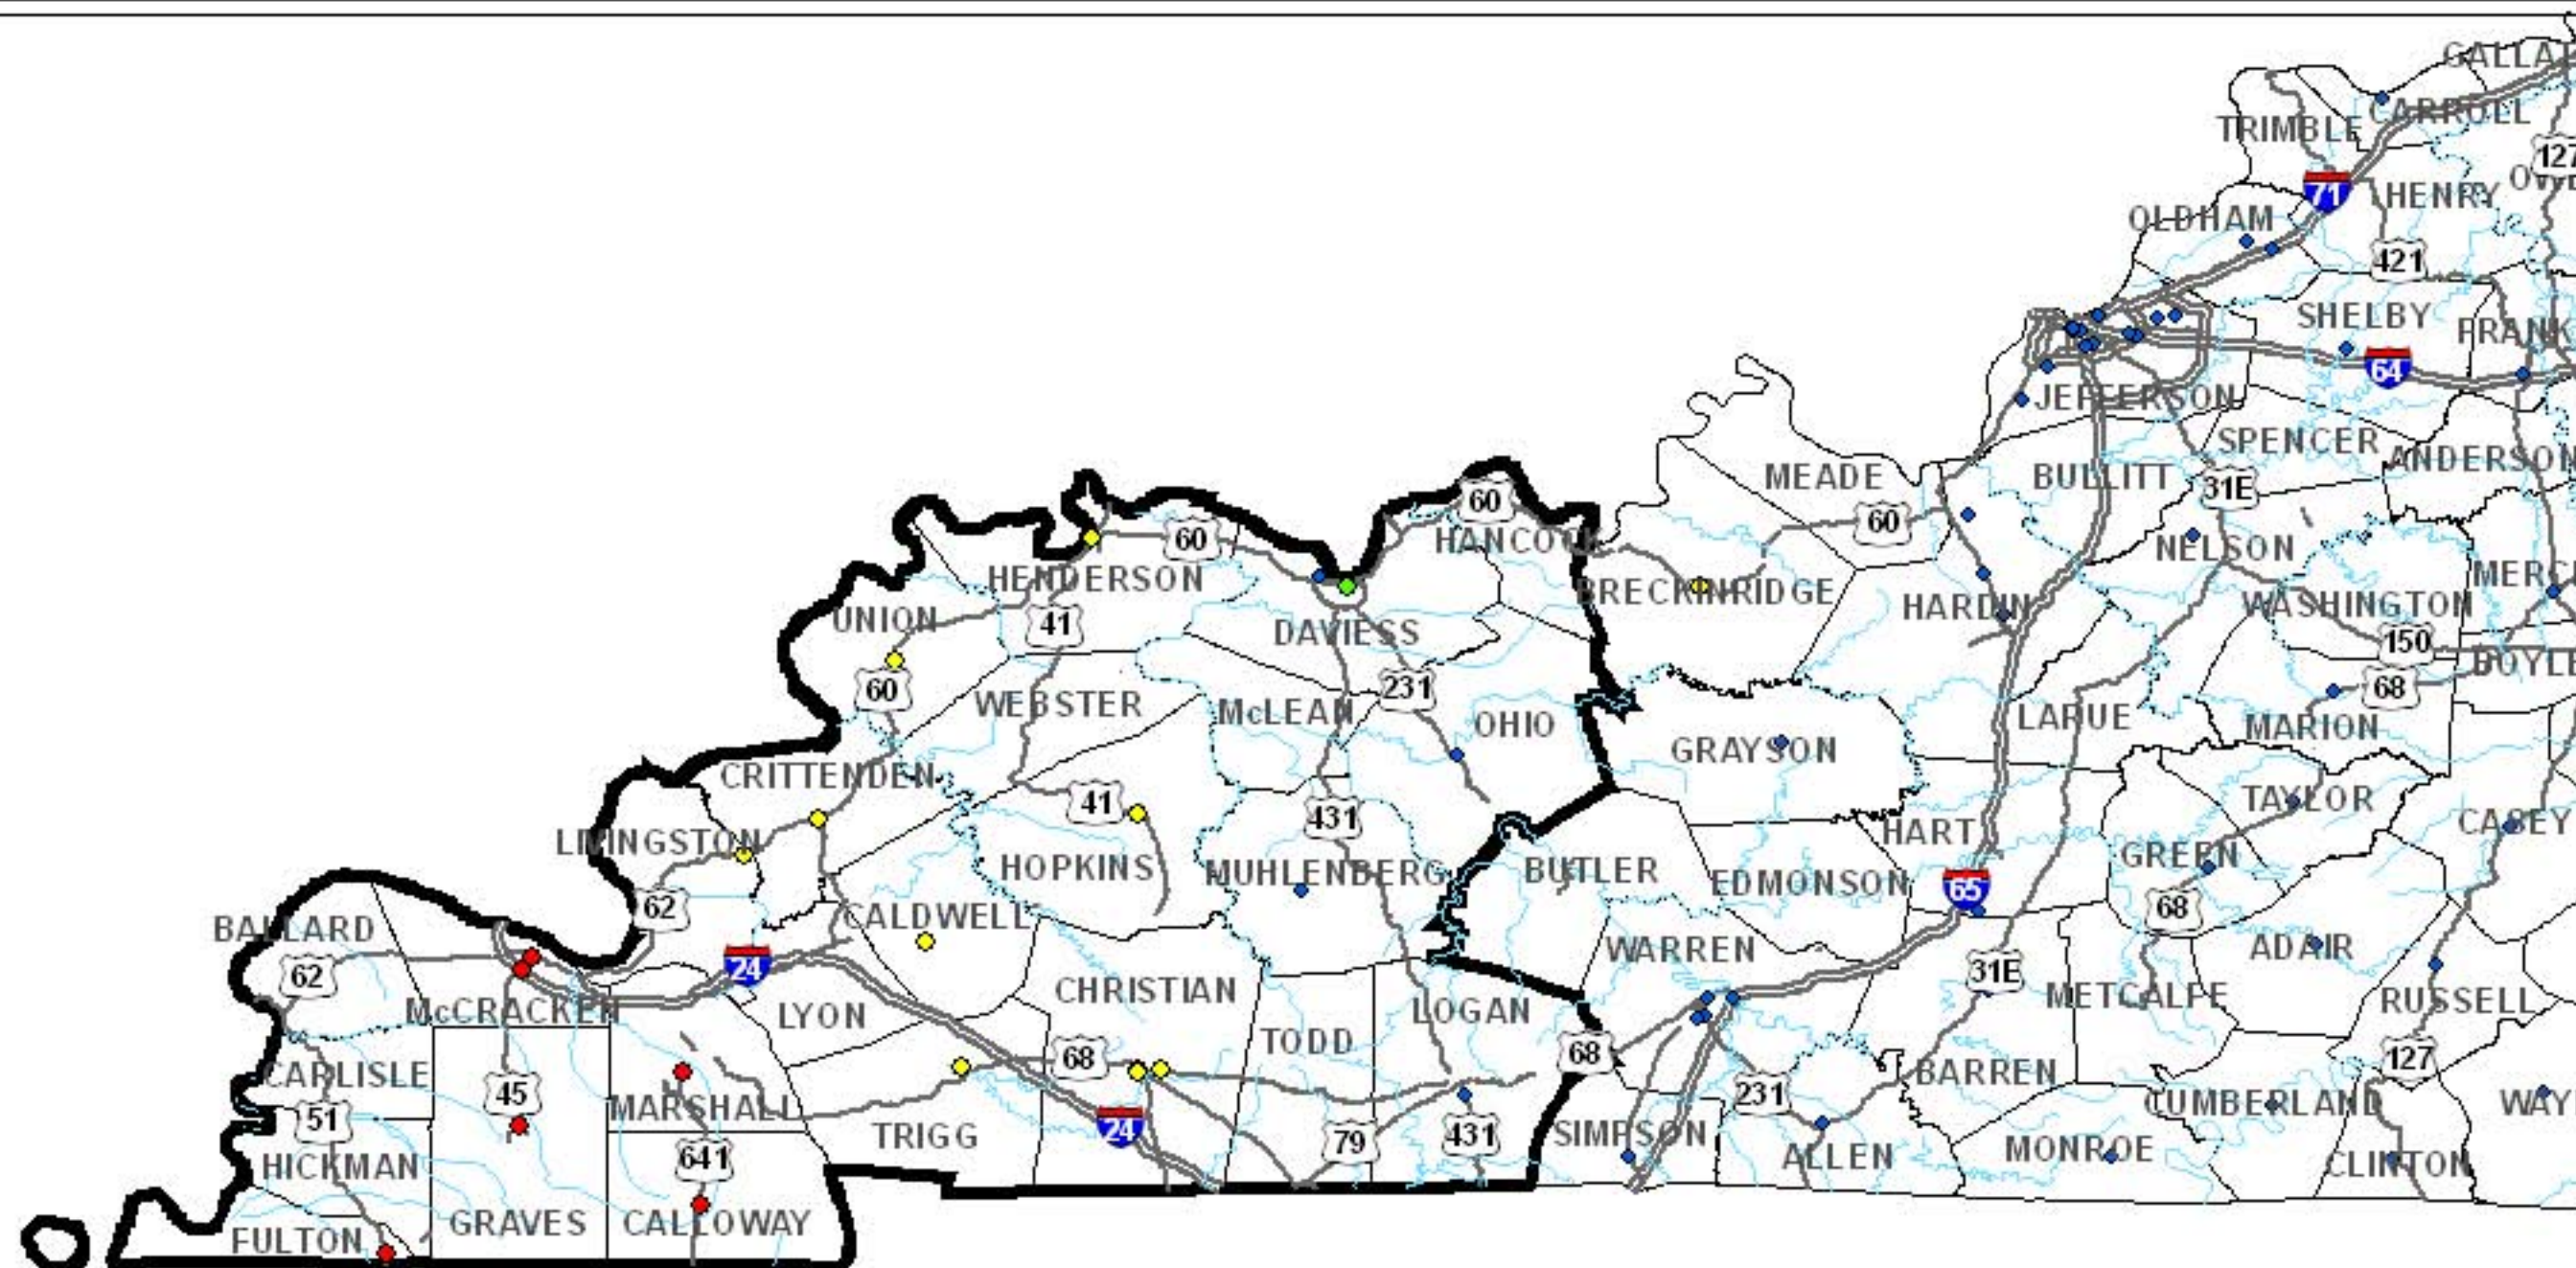 GALLAT
CARROLL
TRIMBLE
127
71
HENRY
OLDHAM
421
SHELBY
FRANK
64
JEFFERSON
SPENCER
ANDERSON
MEADE
BULLITT
31E
60
60
60
60
HANCOCK
NELSON
HENDERSON
BRECKINRIDGE
HARDIN
WASHINGTON
MERC
UNION
41
DAVIESS
150
BOYLE
60
231
68
WEBSTER
McLEAN
OHIO
LARUE
MARION
GRAYSON
CRITTENDEN
41
431
TAYLOR
CASEY
LIVINGSTON
HART
GREEN
HOPKINS
MUHLENBERG
BUTLER
EDMONSON
65
62
68
BALLARD
CALDWELL
WARREN
ADAIR
62
24
CHRISTIAN
31E
METCALFE
RUSSELL
McCRACKEN
LYON
LOGAN
TODD
68
68
127
CARLISLE
45
MARSHALL
BARREN
51
24
231
CUMBERLAND
WAY
HICKMAN
641
TRIGG
79
431
SIMPSON
ALLEN
MONROE
CLINTON
FULTON
GRAVES
CALLOWAY